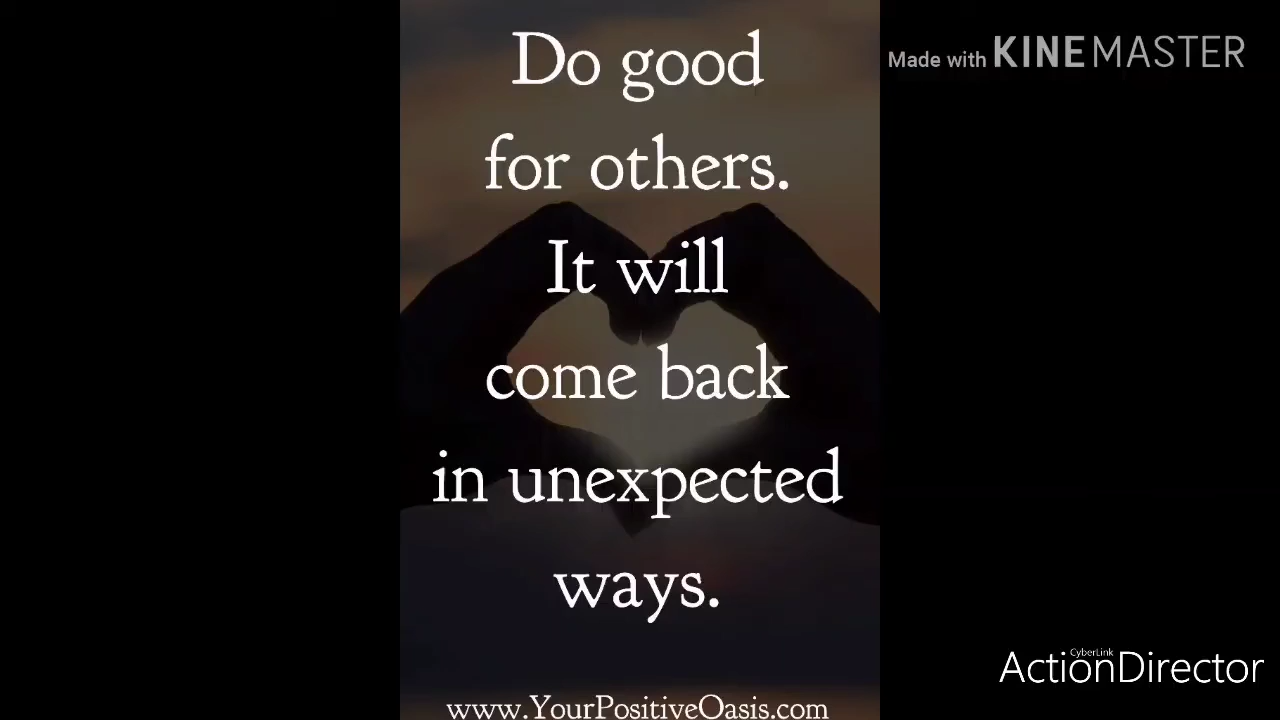 Do good
for others.
It will
come back
in unexpected
ways.
www.YourPositiveOasis.com
Made with KINEMASTER
CyberLink
ActionDirector